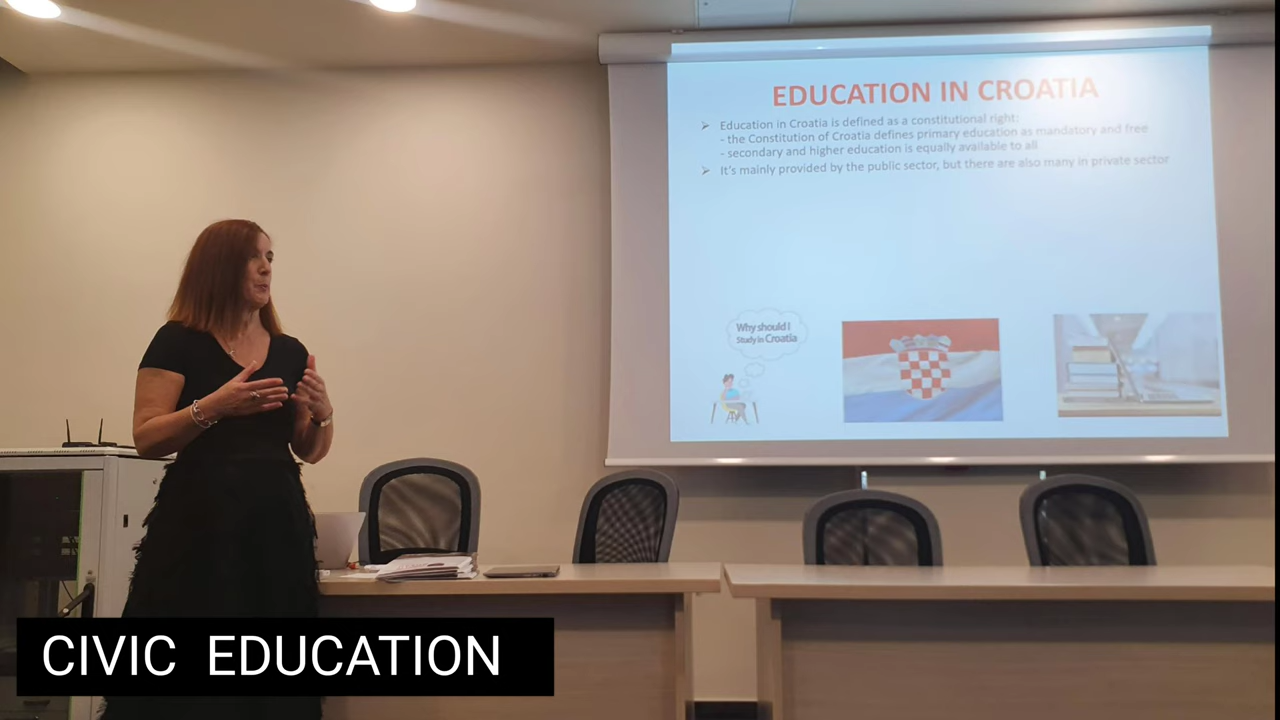 EDUCATION IN CROATIA
➢ Education in Croatia is defined as a constitutional right:
- the Constitution of Croatia defines primary education as mandatory and free
- secondary and higher education is equally available to all
➢ It's mainly provided by the public sector, but there are also many in private sector
Why should I
Study in Croatia
CIVIC EDUCATION